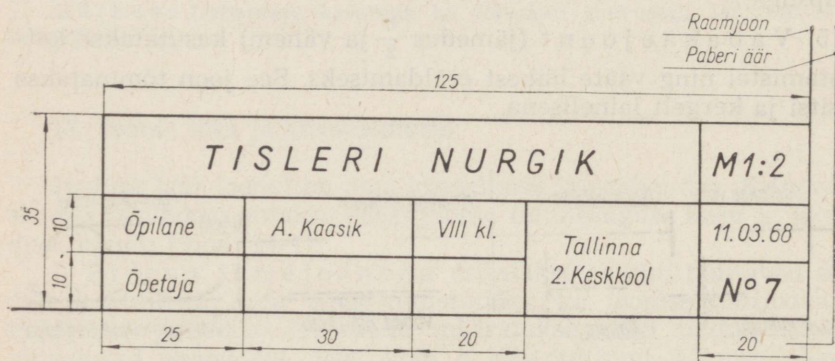 Raamjoon
Paberi äär
125
TISLERI NURGIK
M1:2
35
10
10
Õpilane
A. Kaasik
VIII kl.
Tallinna
2. Keskkool
11.03.68
Õpetaja
Nº 7
25
30
20
20